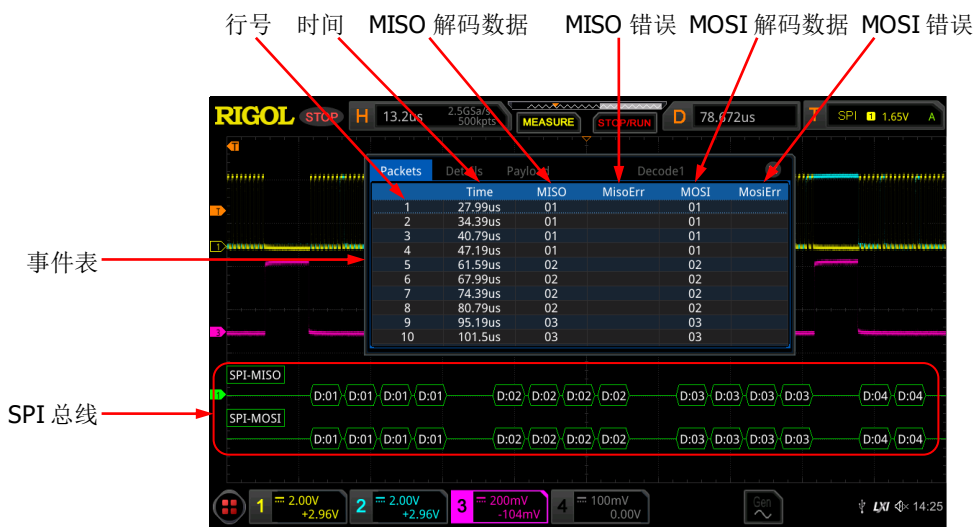 行号 时间 MISO 解码数据 MISO 错误 MOSI 解码数据 MOSI 错误
RIGOL STOP H 13.2us 2.5GSa/s 500kpts MEASURE STOP/RUN D 78.672us T SPI 1 1.65V A
T
Packets Details Payload Decode1
Time MISO MisoErr MOSI MosiErr
1 27.99us 01 01
2 34.39us 01 01
3 40.79us 01 01
4 47.19us 01 01
5 61.59us 02 02
6 67.99us 02 02
7 74.39us 02 02
8 80.79us 02 02
9 95.19us 03 03
10 101.5us 03 03
T
1
事件表
3
SPI-MISO
1 D:01 D:01 D:01 D:01 D:02 D:02 D:02 D:02 D:03 D:03 D:03 D:03 D:04 D:04
SPI 总线
SPI-MOSI
D:01 D:01 D:01 D:01 D:02 D:02 D:02 D:02 D:03 D:03 D:03 D:03 D:04 D:04
1 2.00V +2.96V 2 2.00V +2.96V 3 200mV -104mV 4 100mV 0.00V Gen LXI 14:25